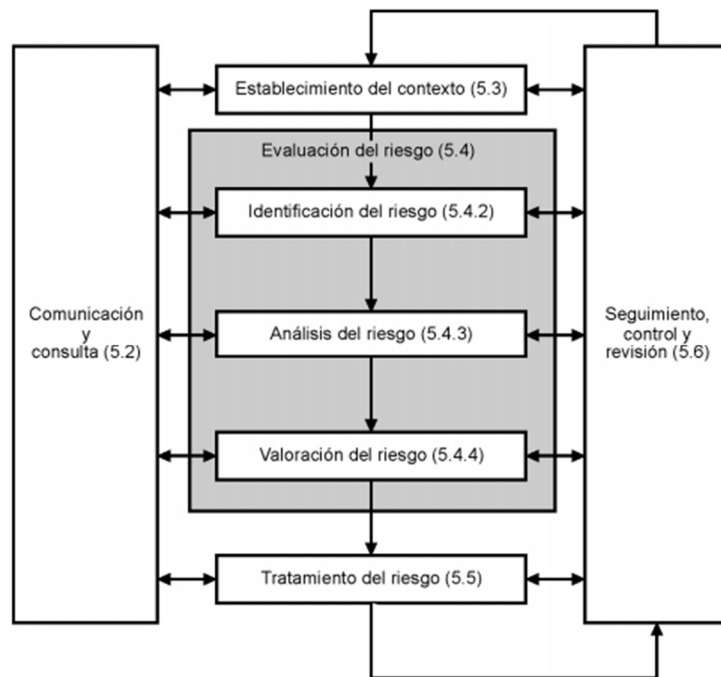 Establecimiento del contexto (5.3)
Evaluación del riesgo (5.4)
Identificación del riesgo (5.4.2)
Comunicación
y
consulta (5.2)
Análisis del riesgo (5.4.3)
Seguimiento,
control y
revisión (5.6)
Valoración del riesgo (5.4.4)
Tratamiento del riesgo (5.5)